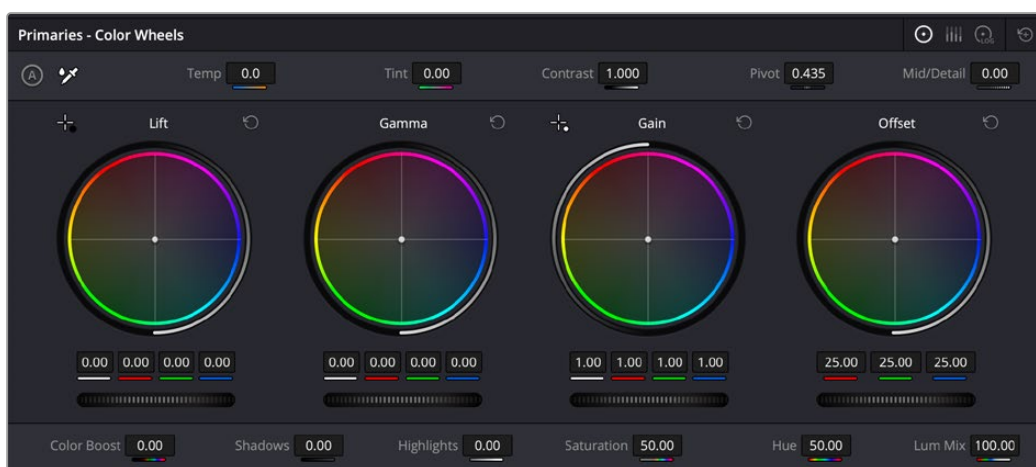 Primaries - Color Wheels
LOG
A
Temp 0.0 Tint 0.00 Contrast 1.000 Pivot 0.435 Mid/Detail 0.00
Lift Gamma Gain Offset
0.00 0.00 0.00 0.00 0.00 0.00 0.00 0.00 1.00 1.00 1.00 1.00 25.00 25.00 25.00
Color Boost 0.00 Shadows 0.00 Highlights 0.00 Saturation 50.00 Hue 50.00 Lum Mix 100.00